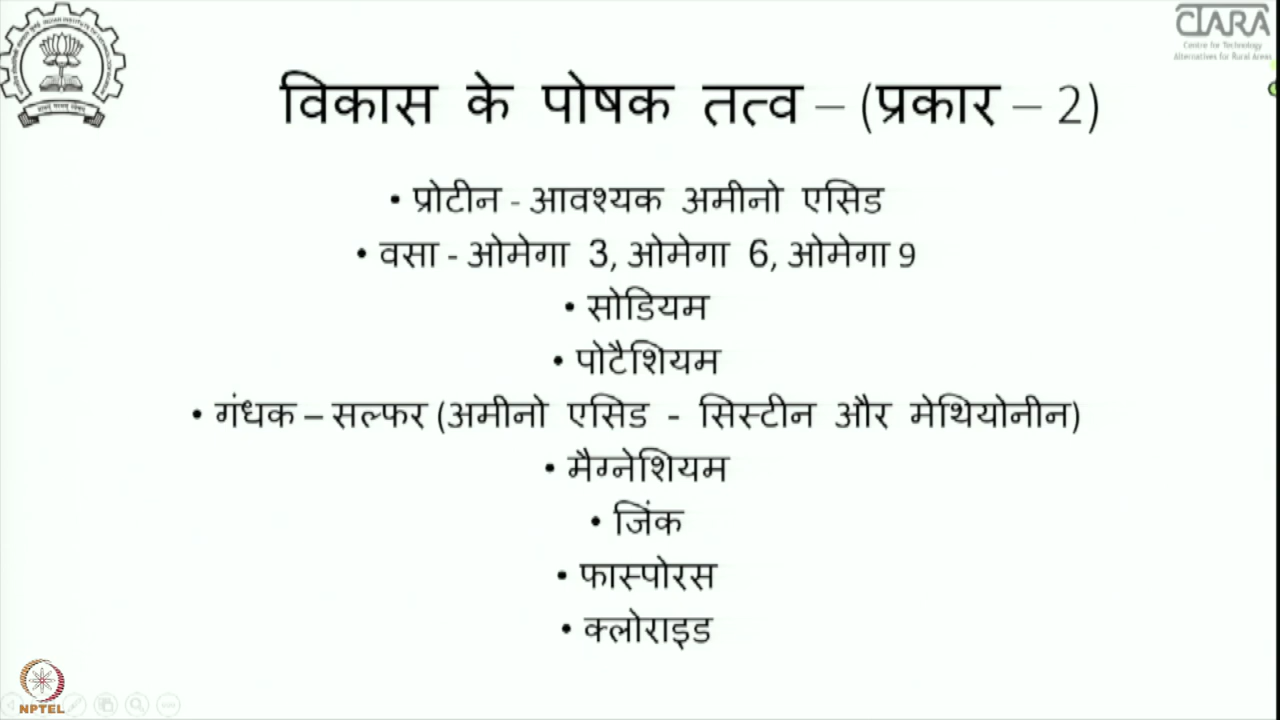 CTARA
Centre for Technology
Alternatives for Rural Areas
विकास के पोषक तत्व – (प्रकार – 2)
• प्रोटीन - आवश्यक अमीनो एसिड
• वसा - ओमेगा 3, ओमेगा 6, ओमेगा 9
• सोडियम
• पोटैशियम
• गंधक – सल्फर (अमीनो एसिड - सिस्टीन और मेथियोनीन)
• मैग्नेशियम
• जिंक
• फास्पोरस
• क्लोराइड
NPTEL